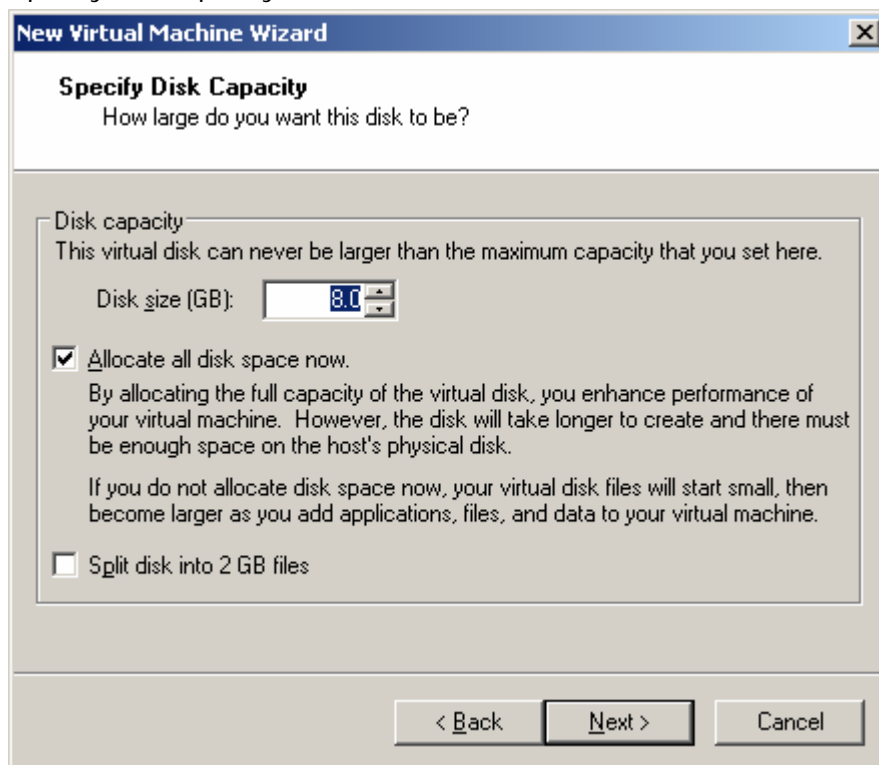 New Virtual Machine Wizard
Specify Disk Capacity
How large do you want this disk to be?
Disk capacity
This virtual disk can never be larger than the maximum capacity that you set here.
Disk size (GB): 8.0
Allocate all disk space now.
By allocating the full capacity of the virtual disk, you enhance performance of
your virtual machine. However, the disk will take longer to create and there must
be enough space on the host's physical disk.
If you do not allocate disk space now, your virtual disk files will start small, then
become larger as you add applications, files, and data to your virtual machine.
Split disk into 2 GB files
< Back Next > Cancel